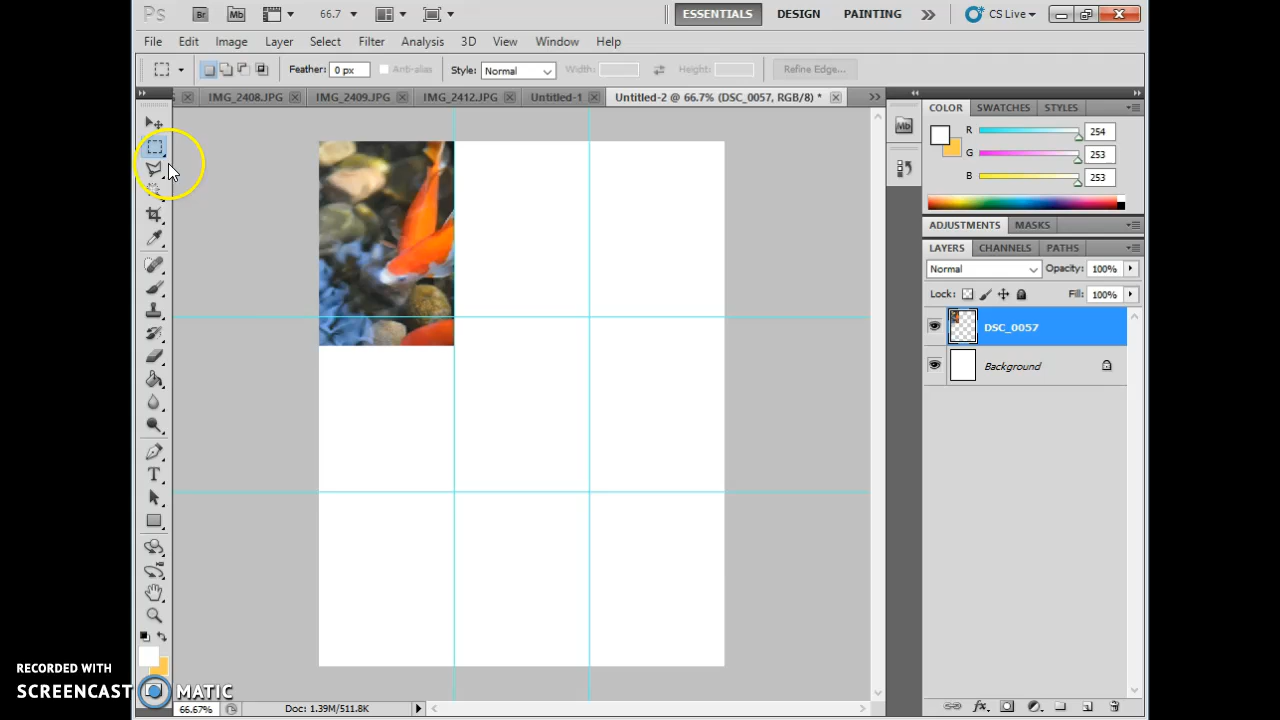 Ps Br Mb 66.7 ESSENTIALS DESIGN PAINTING CS Live
File Edit Image Layer Select Filter Analysis 3D View Window Help
Feather: 0 px Anti-alias Style: Normal Width: Height: Refine Edge...
IMG_2408.JPG IMG_2409.JPG IMG_2412.JPG Untitled-1 Untitled-2 @ 66.7% (DSC_0057, RGB/8) *
Mb
COLOR SWATCHES STYLES
R 254
G 253
B 253
ADJUSTMENTS MASKS
LAYERS CHANNELS PATHS
Normal Opacity: 100%
Lock: Fill: 100%
DSC_0057
Background
T
fx
66.67% Doc: 1.39M/511.8K
RECORDED WITH
SCREENCAST MATIC